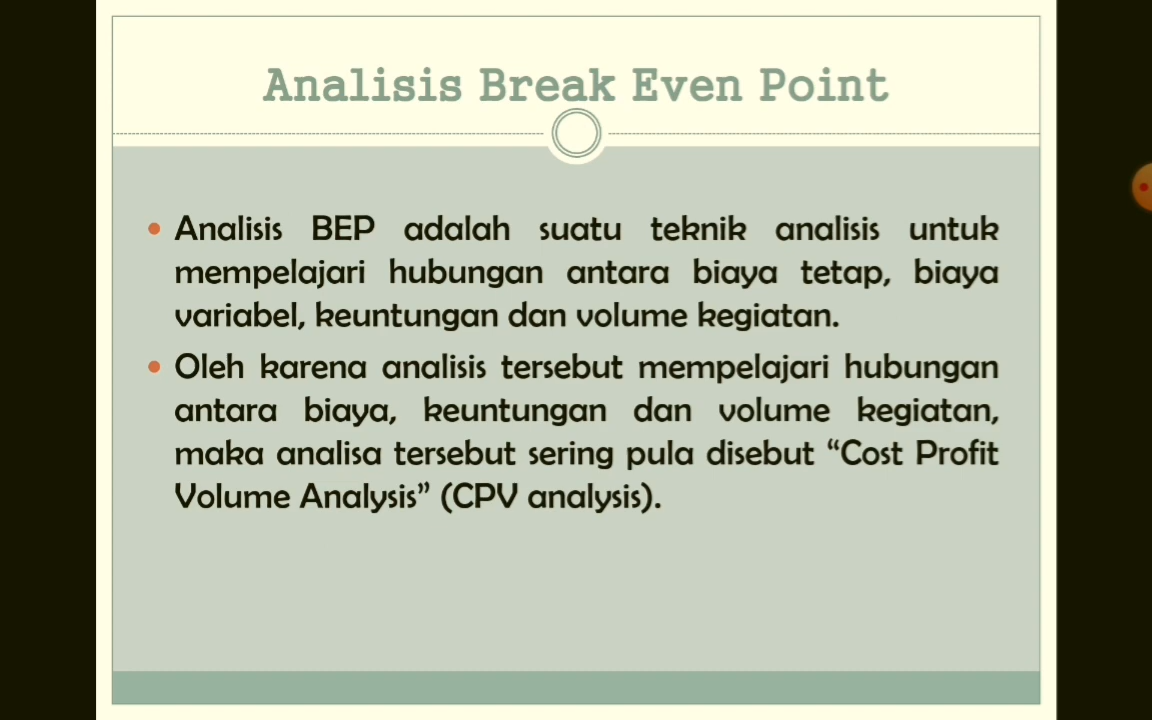 Analisis Break Even Point
Analisis BEP adalah suatu teknik analisis untuk
mempelajari hubungan antara biaya tetap, biaya
variabel, keuntungan dan volume kegiatan.
Oleh karena analisis tersebut mempelajari hubungan
antara biaya, keuntungan dan volume kegiatan,
maka analisa tersebut sering pula disebut “Cost Profit
Volume Analysis” (CPV analysis).